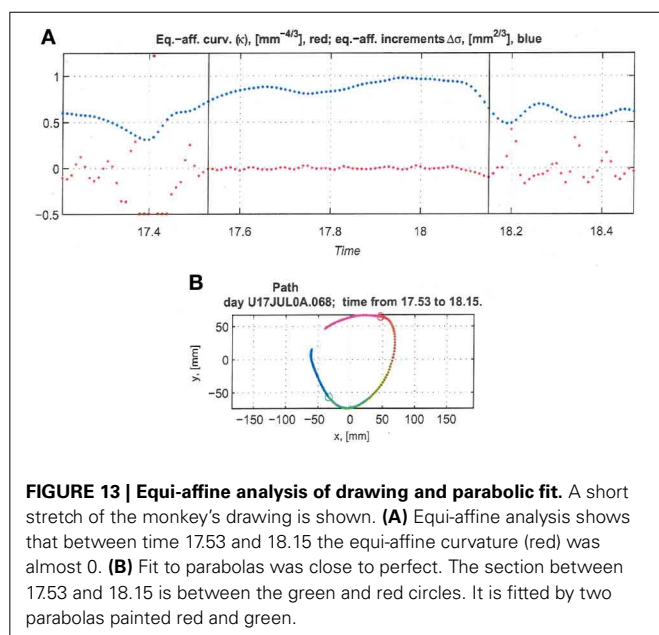 A
Eq.-aff. curv. (κ), [mm^-4/3], red; eq.-aff. increments Δσ, [mm^2/3], blue
1
0.5
0
−0.5
17.4
17.6
17.8
18
18.2
18.4
Time
B
Path
day U17JUL0A.068; time from 17.53 to 18.15.
50
0
−50
y, [mm]
−150
−100
−50
0
50
100
150
x, [mm]
FIGURE 13 | Equi-affine analysis of drawing and parabolic fit. A short
stretch of the monkey's drawing is shown. (A) Equi-affine analysis shows
that between time 17.53 and 18.15 the equi-affine curvature (red) was
almost 0. (B) Fit to parabolas was close to perfect. The section between
17.53 and 18.15 is between the green and red circles. It is fitted by two
parabolas painted red and green.